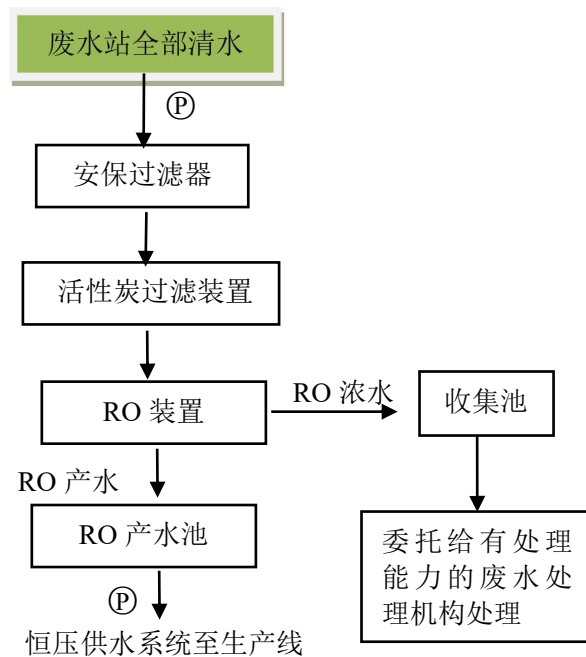 废水站全部清水
Ⓟ
安保过滤器
活性炭过滤装置
RO 装置
RO 浓水
收集池
RO 产水
RO 产水池
委托给有处理
能力的废水处
理机构处理
Ⓟ
恒压供水系统至生产线